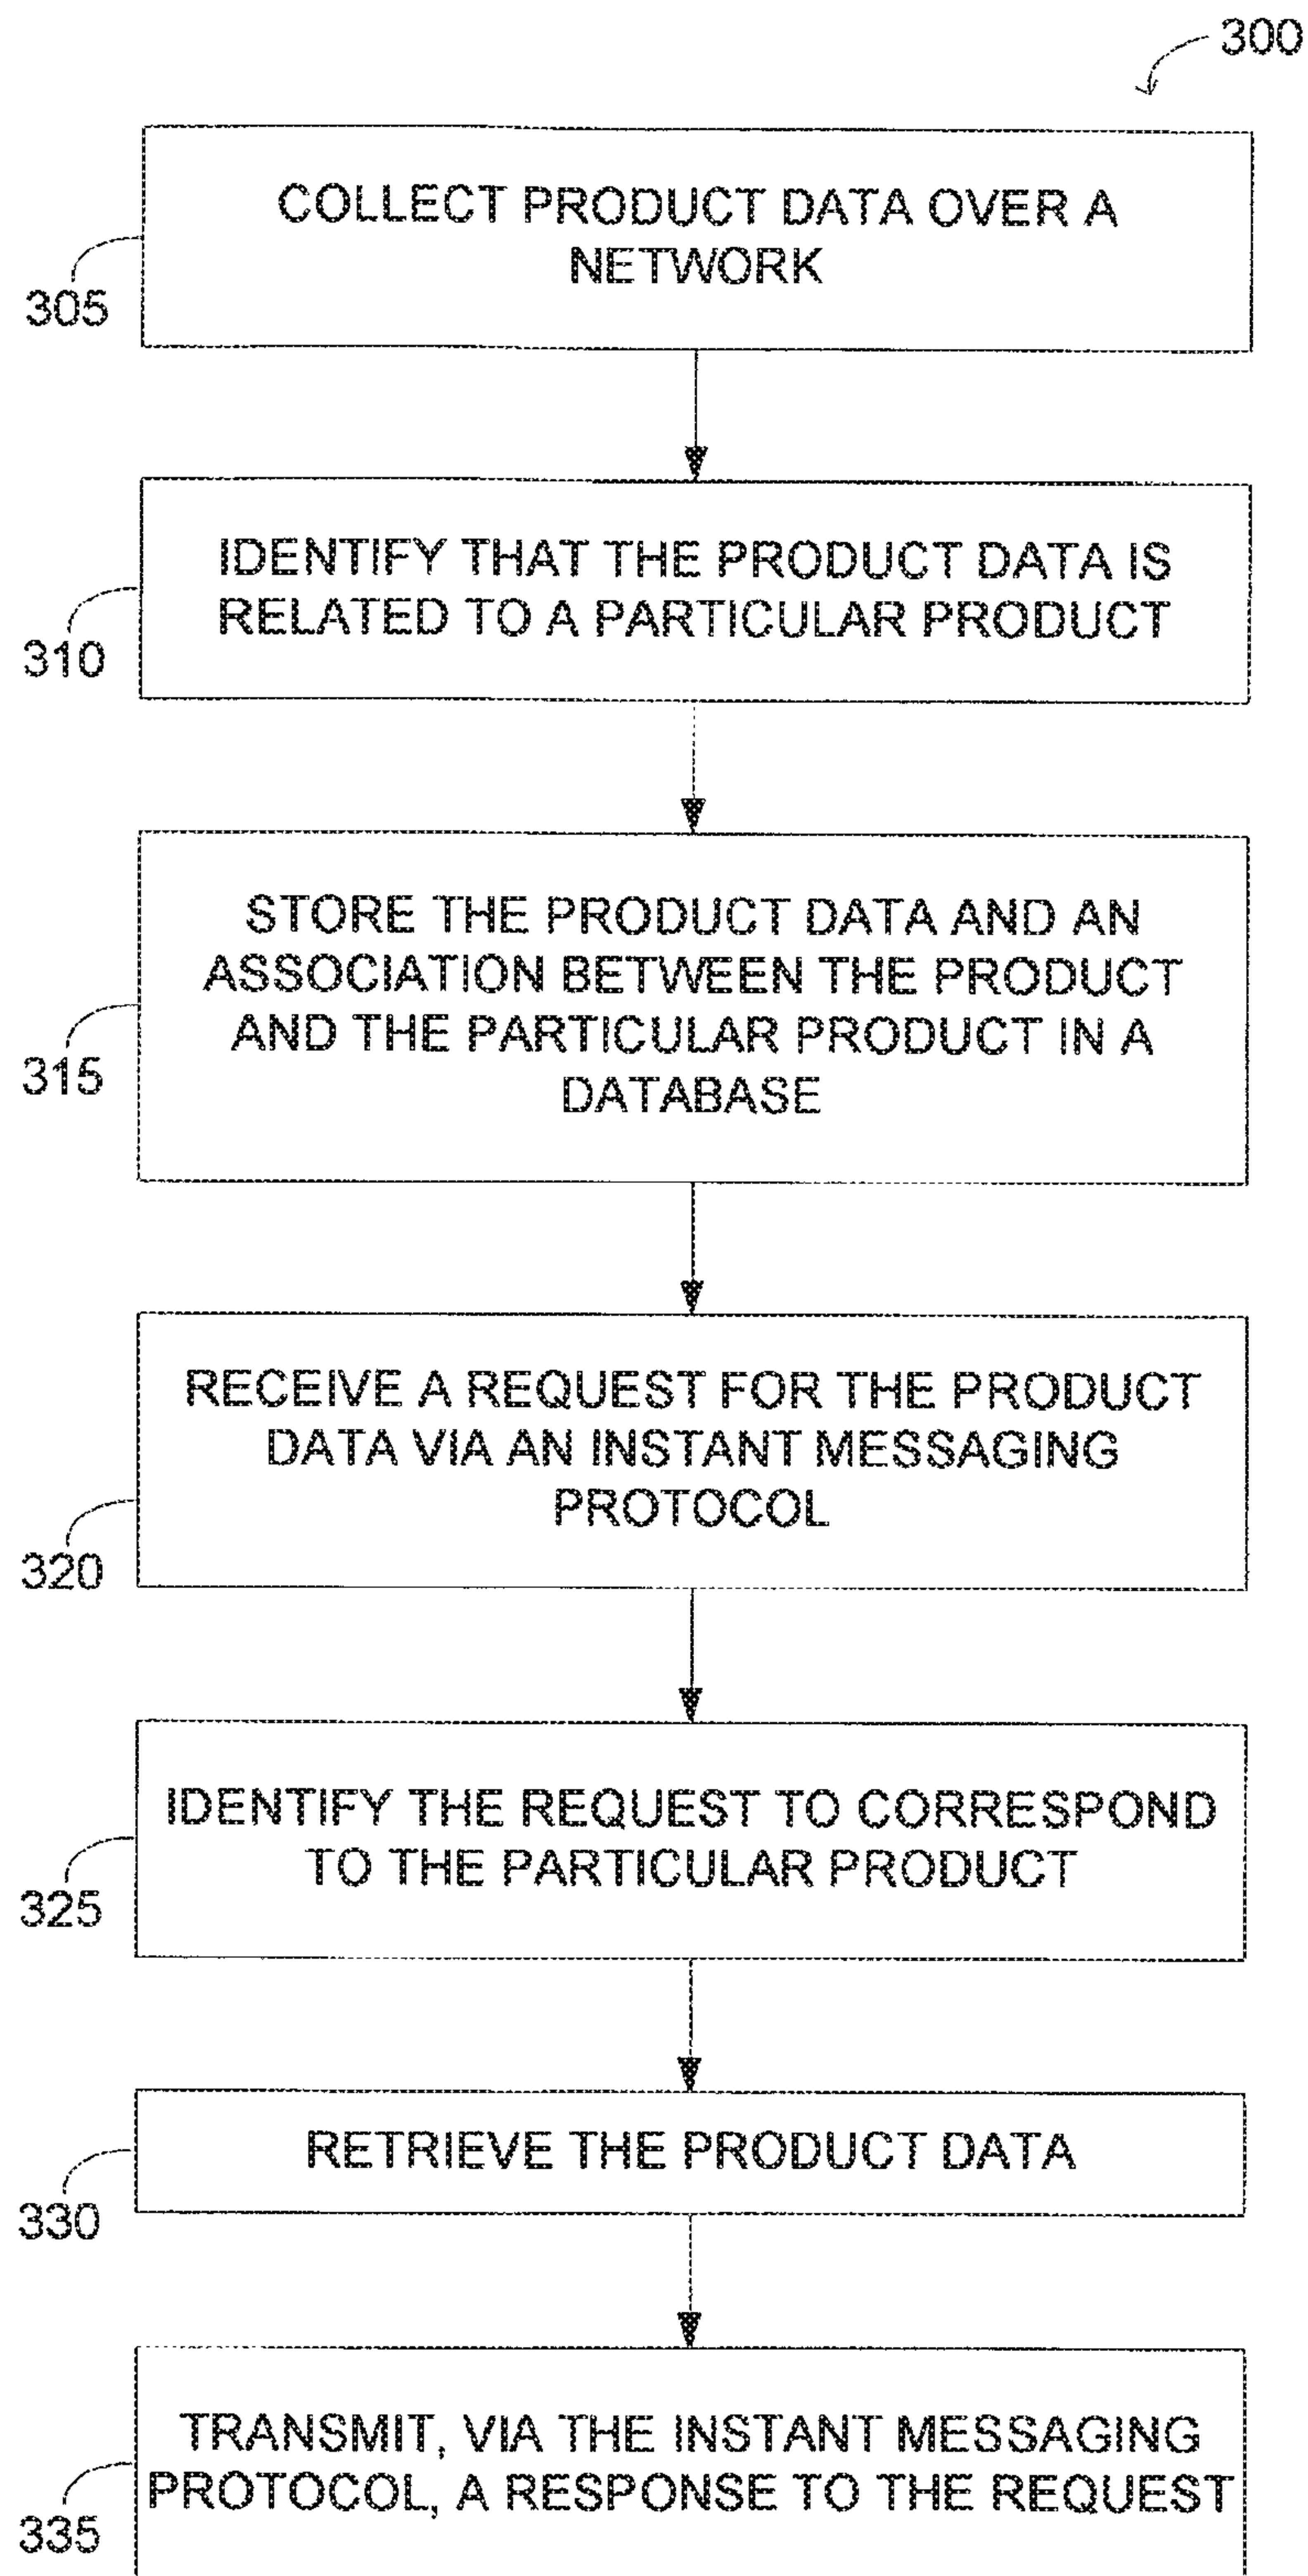 300
COLLECT PRODUCT DATA OVER A
NETWORK
305
IDENTIFY THAT THE PRODUCT DATA IS
RELATED TO A PARTICULAR PRODUCT
310
STORE THE PRODUCT DATA AND AN
ASSOCIATION BETWEEN THE PRODUCT
AND THE PARTICULAR PRODUCT IN A
DATABASE
315
RECEIVE A REQUEST FOR THE PRODUCT
DATA VIA AN INSTANT MESSAGING
PROTOCOL
320
IDENTIFY THE REQUEST TO CORRESPOND
TO THE PARTICULAR PRODUCT
325
RETRIEVE THE PRODUCT DATA
330
TRANSMIT, VIA THE INSTANT MESSAGING
PROTOCOL, A RESPONSE TO THE REQUEST
335